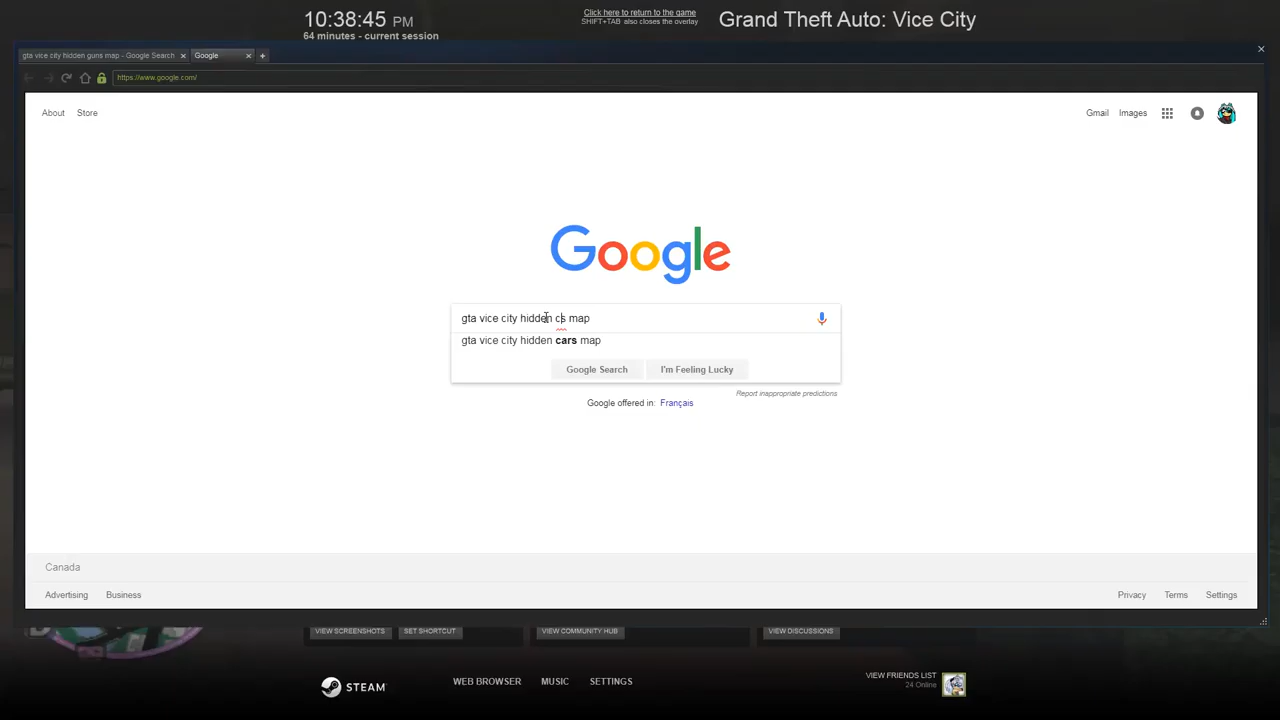 10:38:45 PM
64 minutes - current session
Click here to return to the game
SHIFT+TAB also closes the overlay
Grand Theft Auto: Vice City
gta vice city hidden guns map - Google Search
Google
https://www.google.com/
About Store
Gmail Images
Google
gta vice city hidden cs map
gta vice city hidden cars map
Google Search I'm Feeling Lucky
Report inappropriate predictions
Google offered in: Français
Canada
Advertising Business
Privacy Terms Settings
VIEW SCREENSHOTS SET SHORTCUT VIEW COMMUNITY HUB VIEW DISCUSSIONS
STEAM
WEB BROWSER MUSIC SETTINGS
VIEW FRIENDS LIST
24 Online